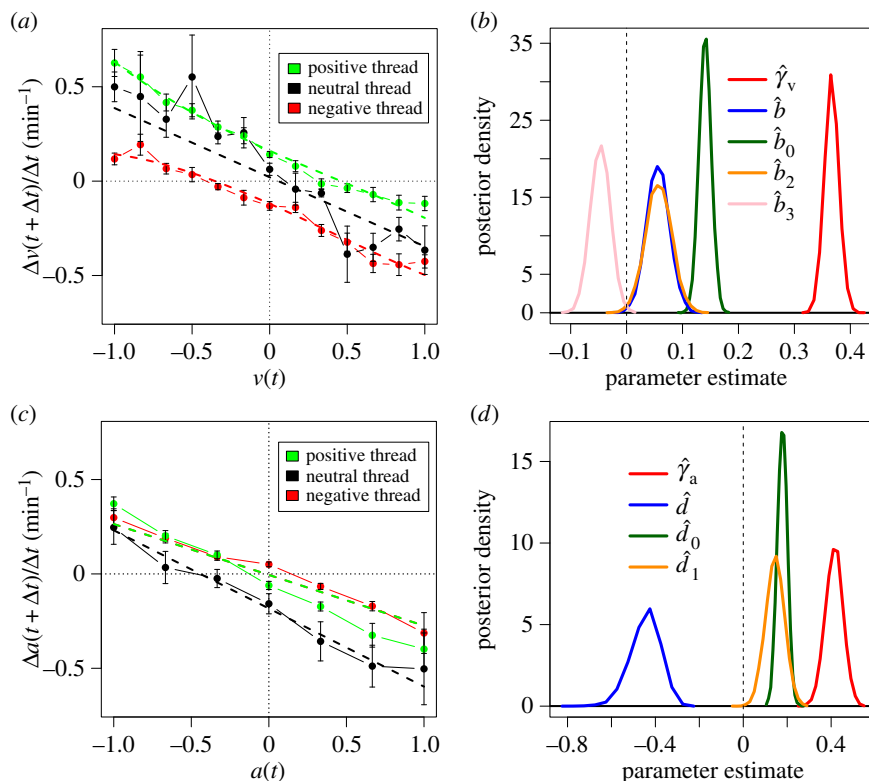 (a)
0.5
0
−0.5
Δv(t + Δt)/Δt (min⁻¹)
positive thread
neutral thread
negative thread
−1.0 −0.5 0 0.5 1.0
v(t)
(b)
35
25
15
5
0
posterior density
γ̂v
b̂
b̂0
b̂2
b̂3
-0.1 0 0.1 0.2 0.3 0.4
parameter estimate
(c)
0.5
0
−0.5
Δa(t + Δt)/Δt (min⁻¹)
positive thread
neutral thread
negative thread
−1.0 −0.5 0 0.5 1.0
a(t)
(d)
15
10
5
0
posterior density
γ̂a
d̂
d̂0
d̂1
−0.8 −0.4 0 0.4
parameter estimate